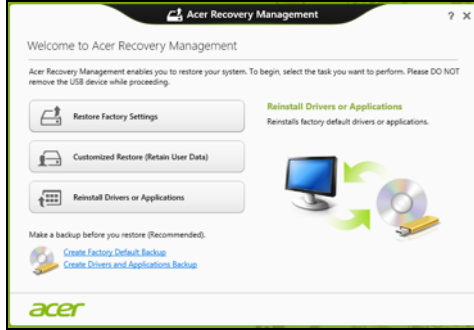 Acer Recovery Management
? X
Welcome to Acer Recovery Management
Acer Recovery Management enables you to restore your system. To begin, select the task you want to perform. Please DO NOT
remove the USB device while proceeding.
Restore Factory Settings
Customized Restore (Retain User Data)
Reinstall Drivers or Applications
Reinstall Drivers or Applications
Reinstalls factory default drivers or applications.
Make a backup before you restore (Recommended).
Create Factory Default Backup
Create Drivers and Applications Backup
acer